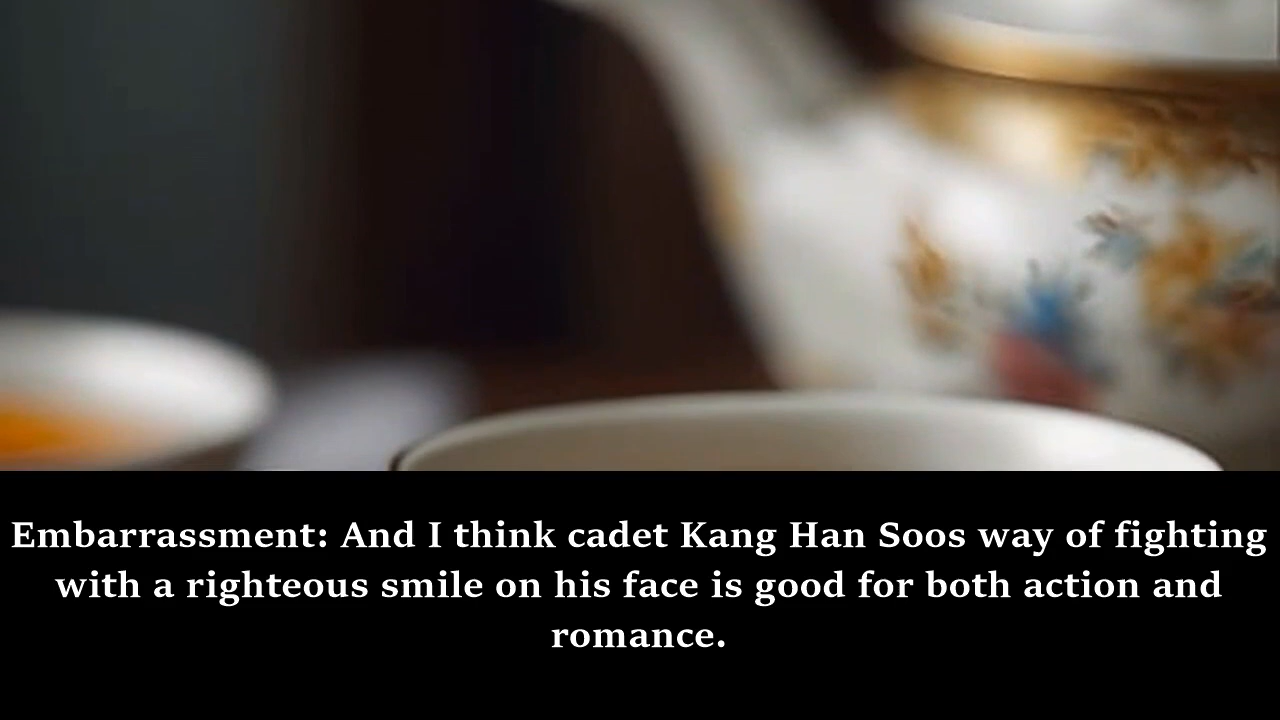 Embarrassment: And I think cadet Kang Han Soos way of fighting
with a righteous smile on his face is good for both action and
romance.